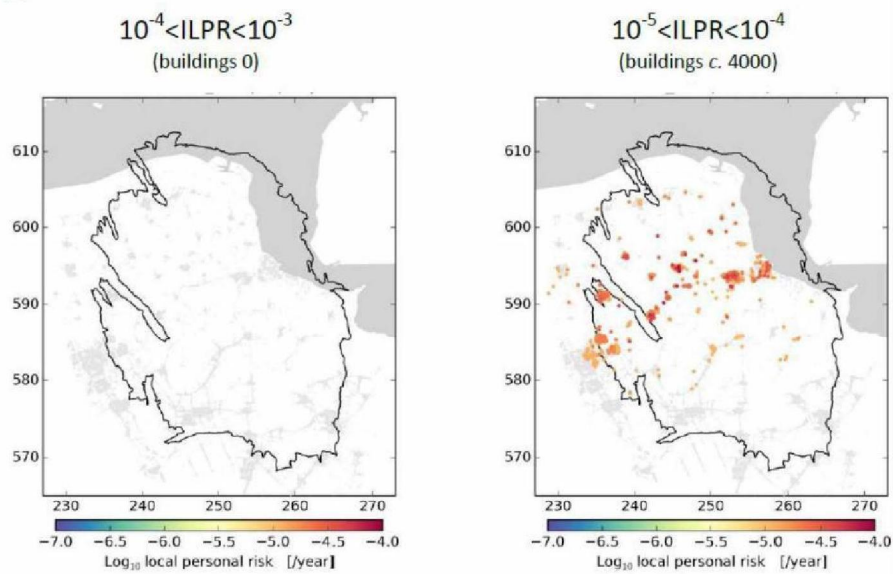 10⁻⁴<ILPR<10⁻³
(buildings 0)
10⁻⁵<ILPR<10⁻⁴
(buildings c. 4000)
610
600
590
580
570
230 240 250 260 270
−7.0 −6.5 −6.0 −5.5 −5.0 −4.5 −4.0
Log₁₀ local personal risk [/year]
610
600
590
580
570
230 240 250 260 270
−7.0 −6.5 −6.0 −5.5 −5.0 −4.5 −4.0
Log₁₀ local personal risk [/year]